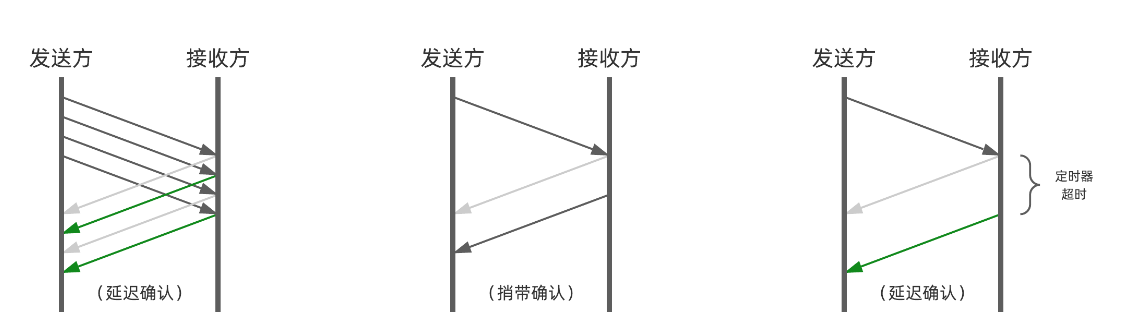 发送方 接收方
(延迟确认)
发送方 接收方
(捎带确认)
发送方 接收方
定时器
超时
(延迟确认)